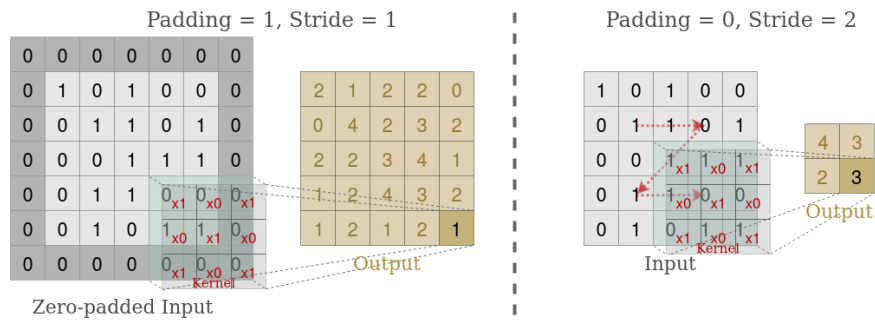 Padding = 1, Stride = 1
0 0 0 0 0 0 0
0 1 0 1 0 0 0
0 0 1 1 0 1 0
0 0 0 1 1 1 0
0 0 1 1 0x1 0x0 0x1
0 0 1 0 1x0 1x1 0x0
0 0 0 0 0x1 0x0 0x1
Kernel
Zero-padded Input
2 1 2 2 0
0 4 2 3 2
2 2 3 4 1
1 2 4 3 2
1 2 1 2 1
Output
Padding = 0, Stride = 2
1 0 1 0 0
0 1 1 0 1
0 0 1x1 1x0 1x1
0 1 1x0 0x1 0x0
0 1 0x1 1x0 1x1
Kernel
Input
4 3
2 3
Output